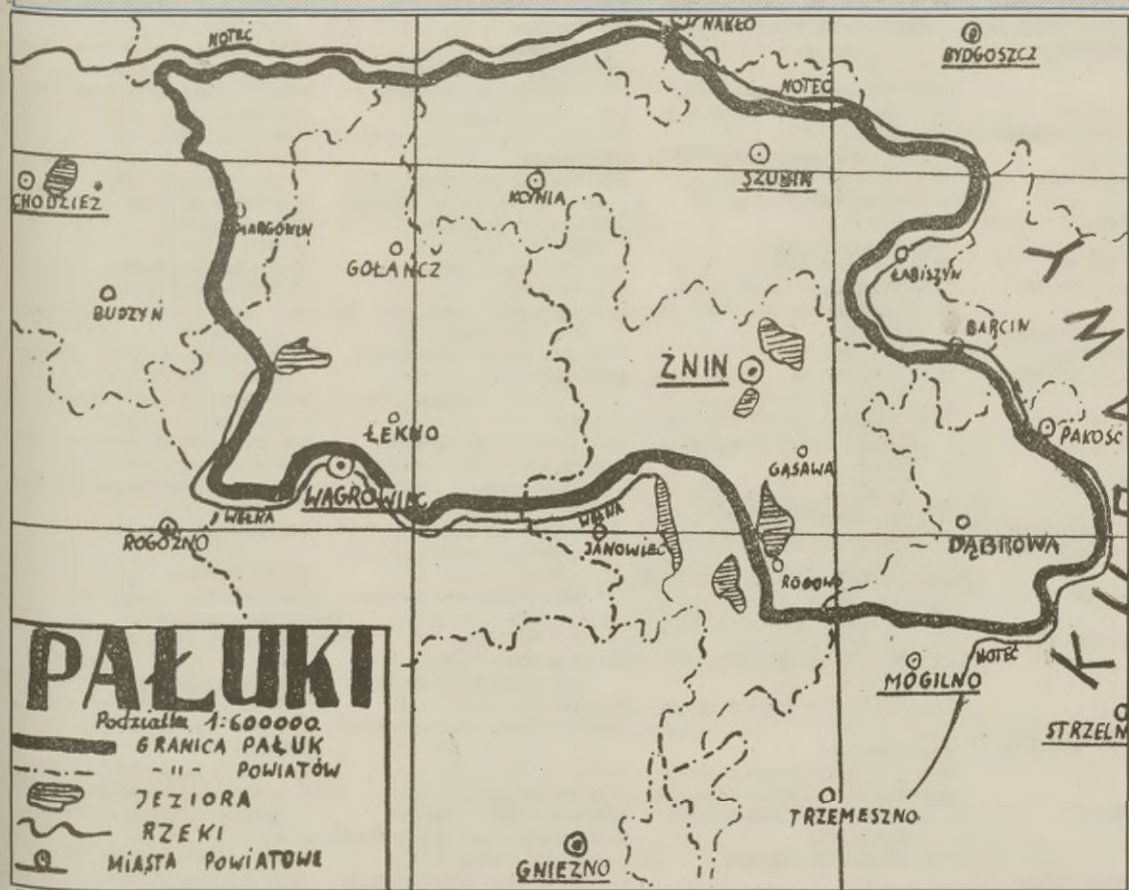 NOTEĆ
NAKŁO
BYDGOSZCZ
NOTEĆ
CHODZIEŻ
KCYNIA
SZUBIN
MARGONIN
GOŁAŃCZ
ŁABISZYN
BUDZYŃ
BARCIN
ŻNIN
ŁEKNO
PAKOŚĆ
GĄSAWA
WĄGROWIEC
WEŁNA
WEŁNA
ROGOŹNO
JANOWIEC
DĄBROWA
ROGOWO
NOTEĆ
MOGILNO
STRZELN
TRZEMESZNO
GNIEZNO
K U J A W Y
PAŁUKI
Podziałka 1:600000
GRANICA PAŁUK
-"- POWIATÓW
JEZIORA
RZEKI
MIASTA POWIATOWE